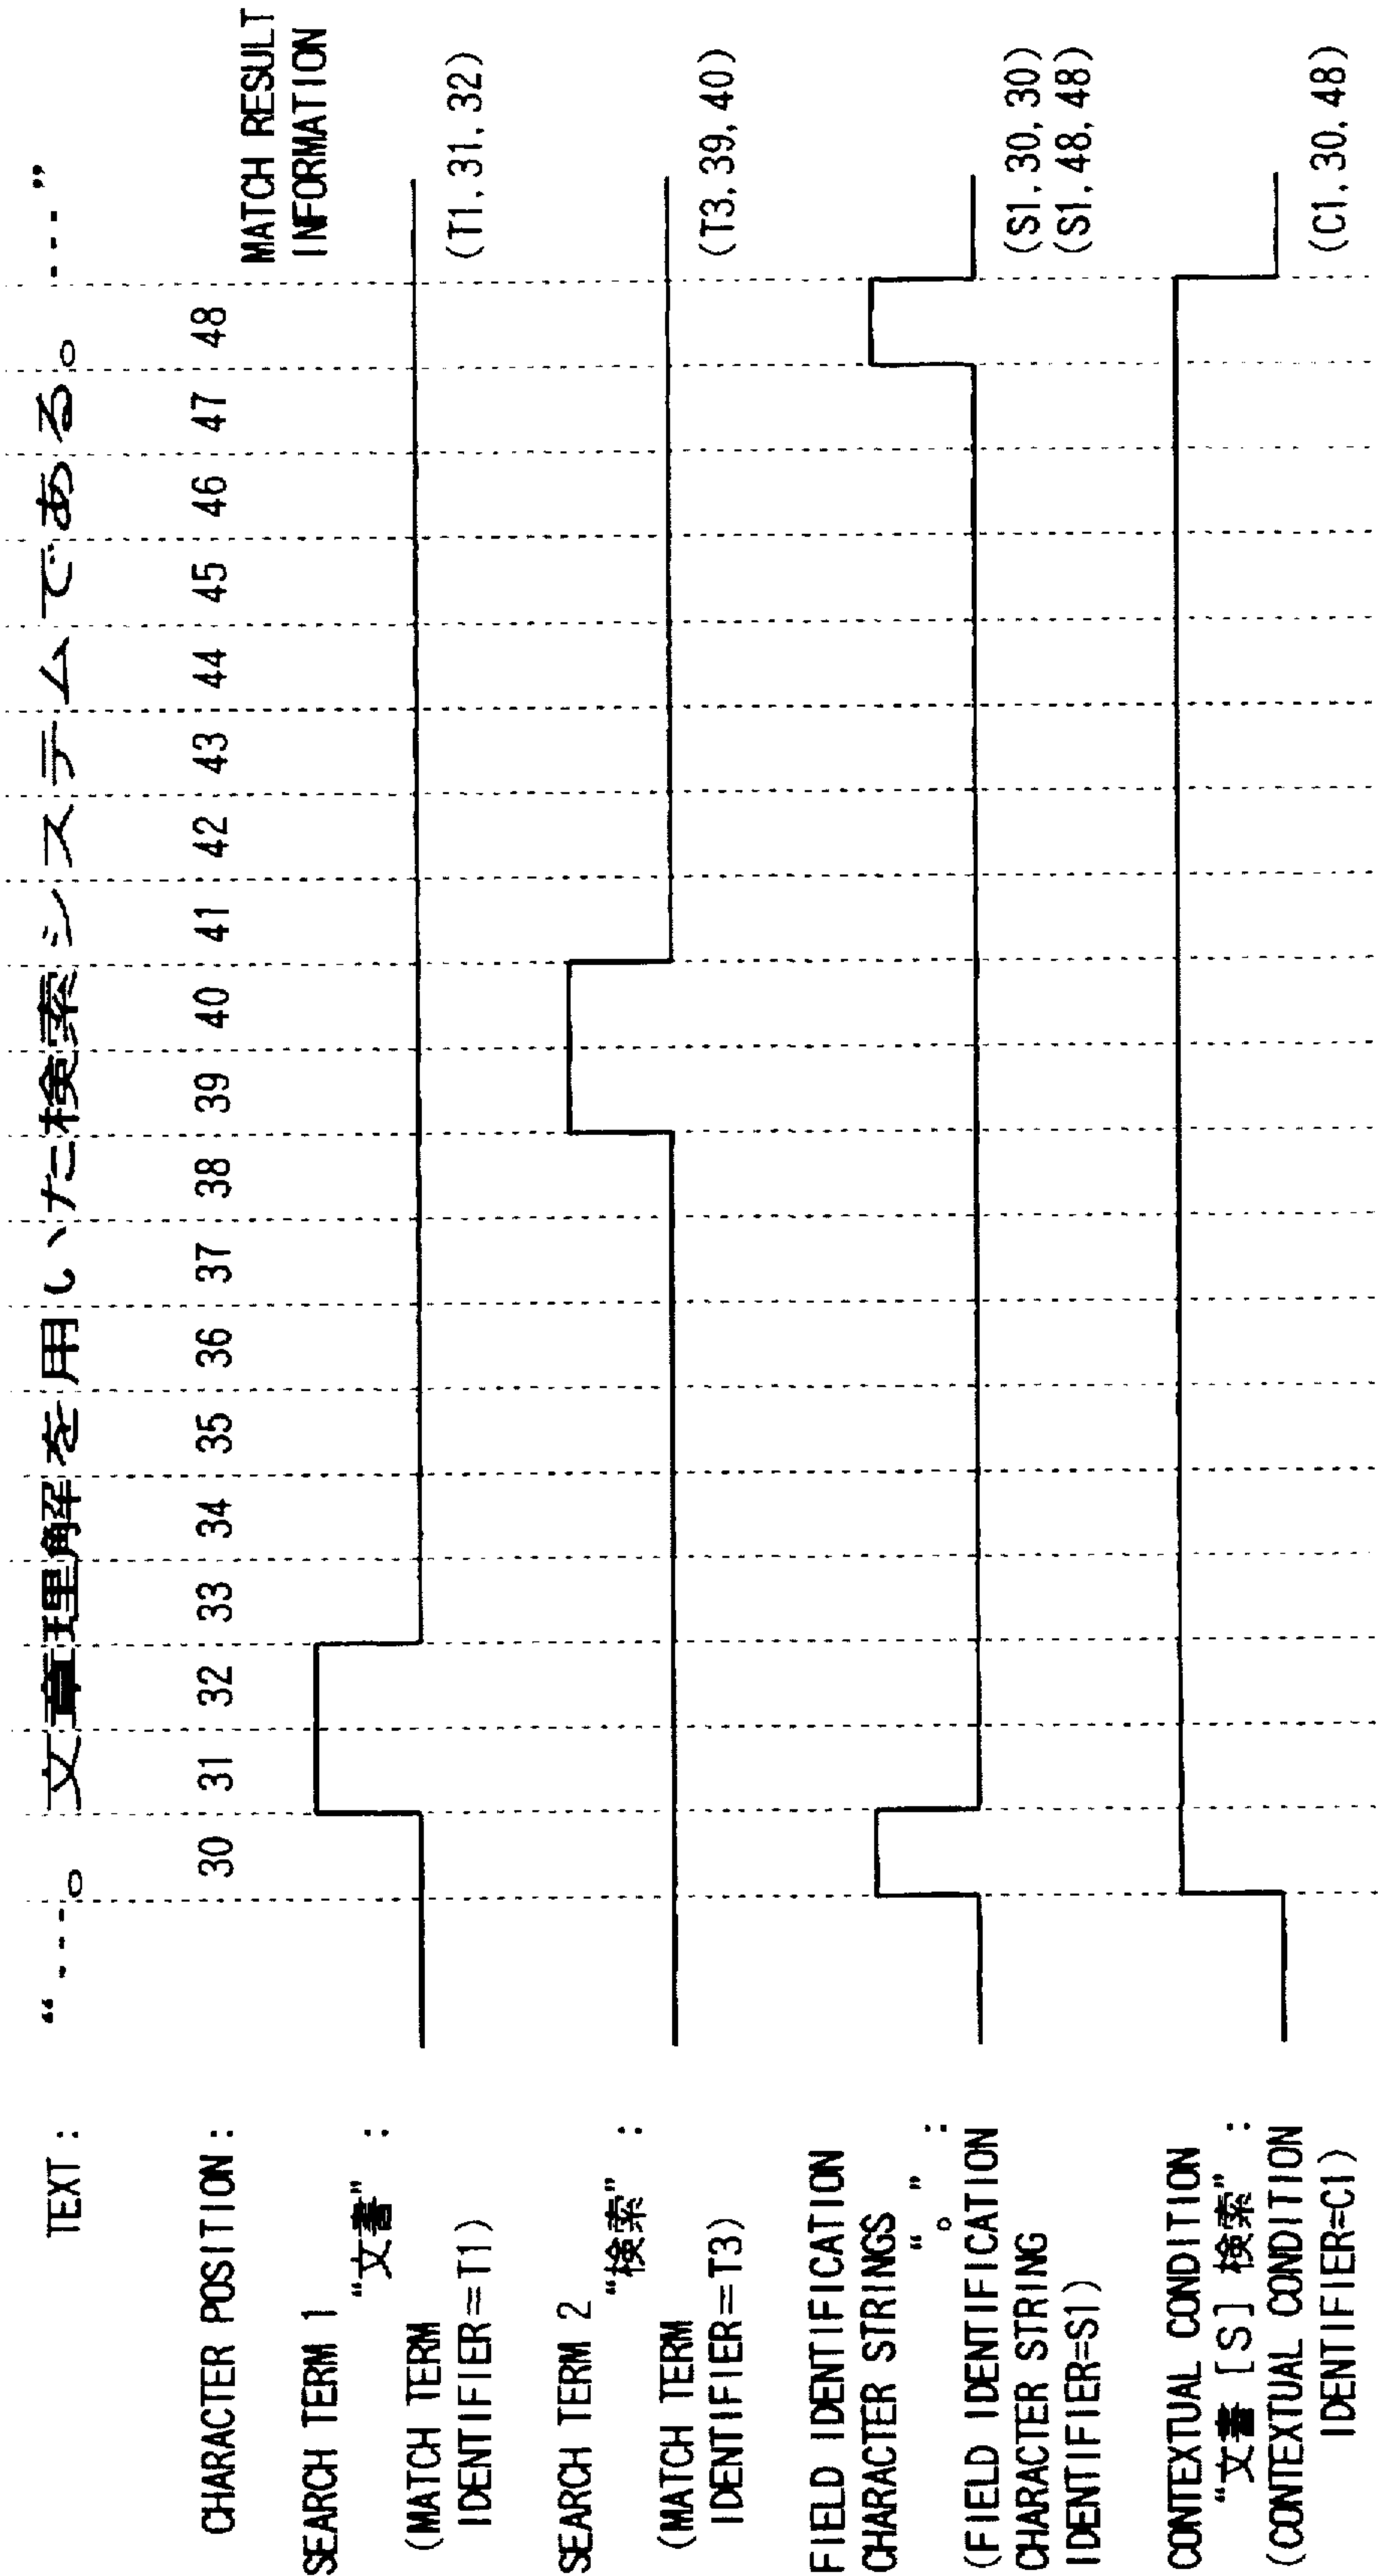 TEXT : “ ---。文章理解を用いた検索システムである。---”
CHARACTER POSITION : 30 31 32 33 34 35 36 37 38 39 40 41 42 43 44 45 46 47 48
MATCH RESULT
INFORMATION
SEARCH TERM 1
“文書” :
(MATCH TERM
IDENTIFIER=T1)
(T1, 31, 32)
SEARCH TERM 2
“検索” :
(MATCH TERM
IDENTIFIER=T3)
(T3, 39, 40)
FIELD IDENTIFICATION
CHARACTER STRINGS
“ 。 ” :
(FIELD IDENTIFICATION
CHARACTER STRING
IDENTIFIER=S1)
(S1, 30, 30)
(S1, 48, 48)
CONTEXTUAL CONDITION
“文書 [S] 検索” :
(CONTEXTUAL CONDITION
IDENTIFIER=C1)
(C1, 30, 48)